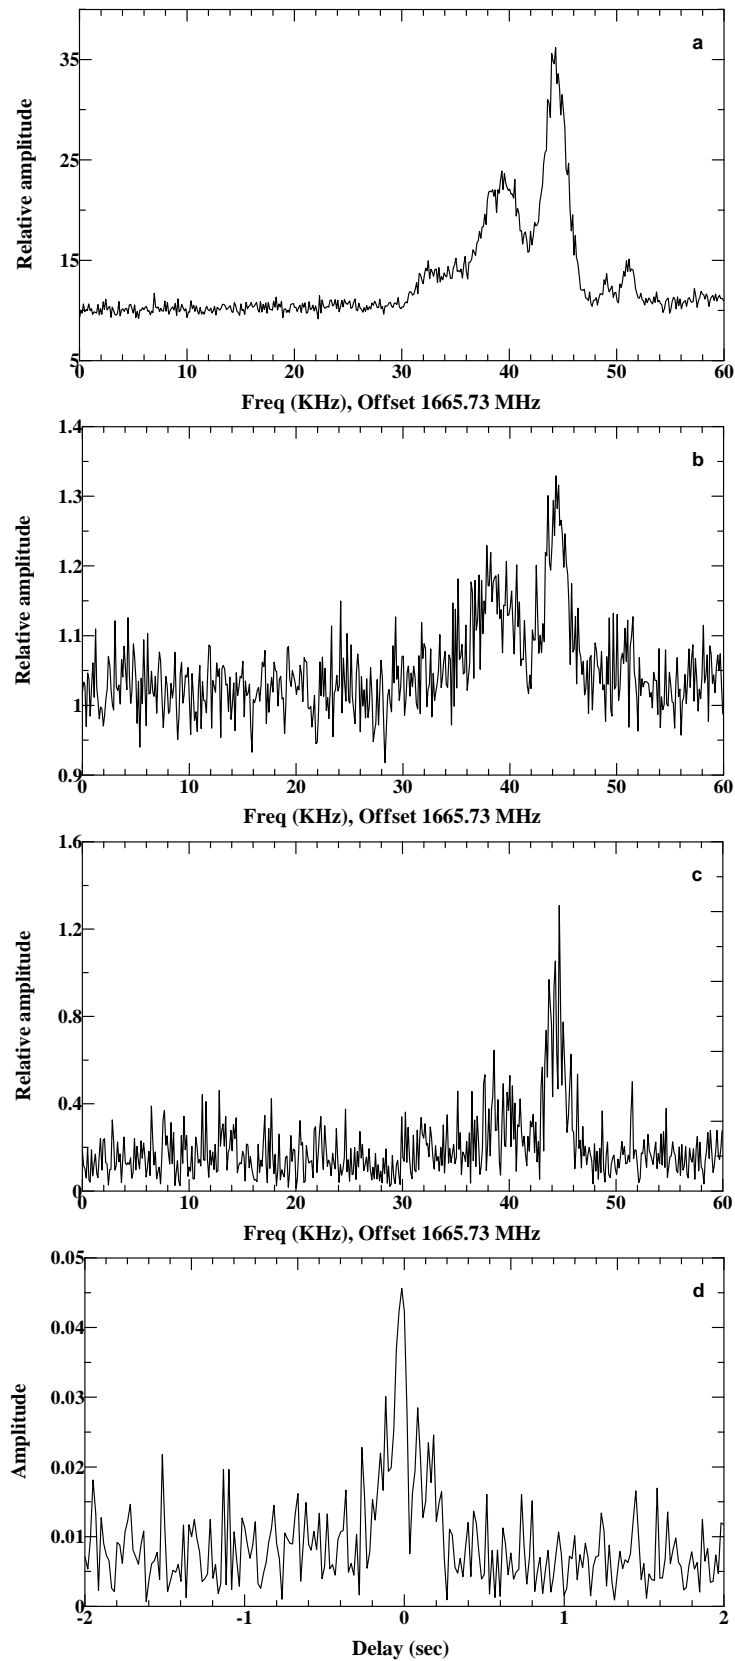 a
35
25
15
5
Relative amplitude
0 10 20 30 40 50 60
Freq (KHz), Offset 1665.73 MHz
b
1.4
1.3
1.2
1.1
1
0.9
Relative amplitude
0 10 20 30 40 50 60
Freq (KHz), Offset 1665.73 MHz
c
1.6
1.2
0.8
0.4
0
Relative amplitude
0 10 20 30 40 50 60
Freq (KHz), Offset 1665.73 MHz
d
0.05
0.04
0.03
0.02
0.01
0
Amplitude
-2 -1 0 1 2
Delay (sec)